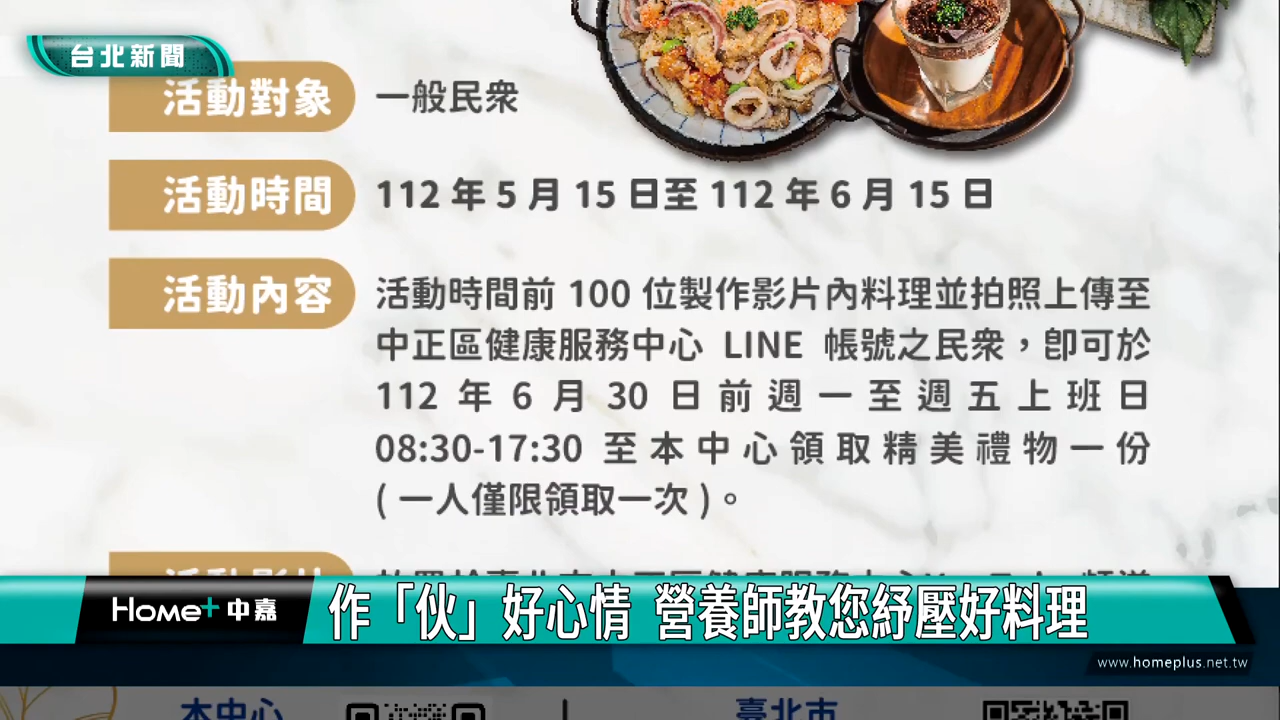 台北新聞
活動對象
一般民眾
活動時間
112 年 5 月 15 日至 112 年 6 月 15 日
活動內容
活動時間前 100 位製作影片內料理並拍照上傳至
中正區健康服務中心 LINE 帳號之民眾，即可於
112 年 6 月 30 日前週一至週五上班日
08:30-17:30 至本中心領取精美禮物一份
( 一人僅限領取一次 )。
Home+ 中嘉
作「伙」好心情 營養師教您紓壓好料理
www.homeplus.net.tw
本中心
臺北市